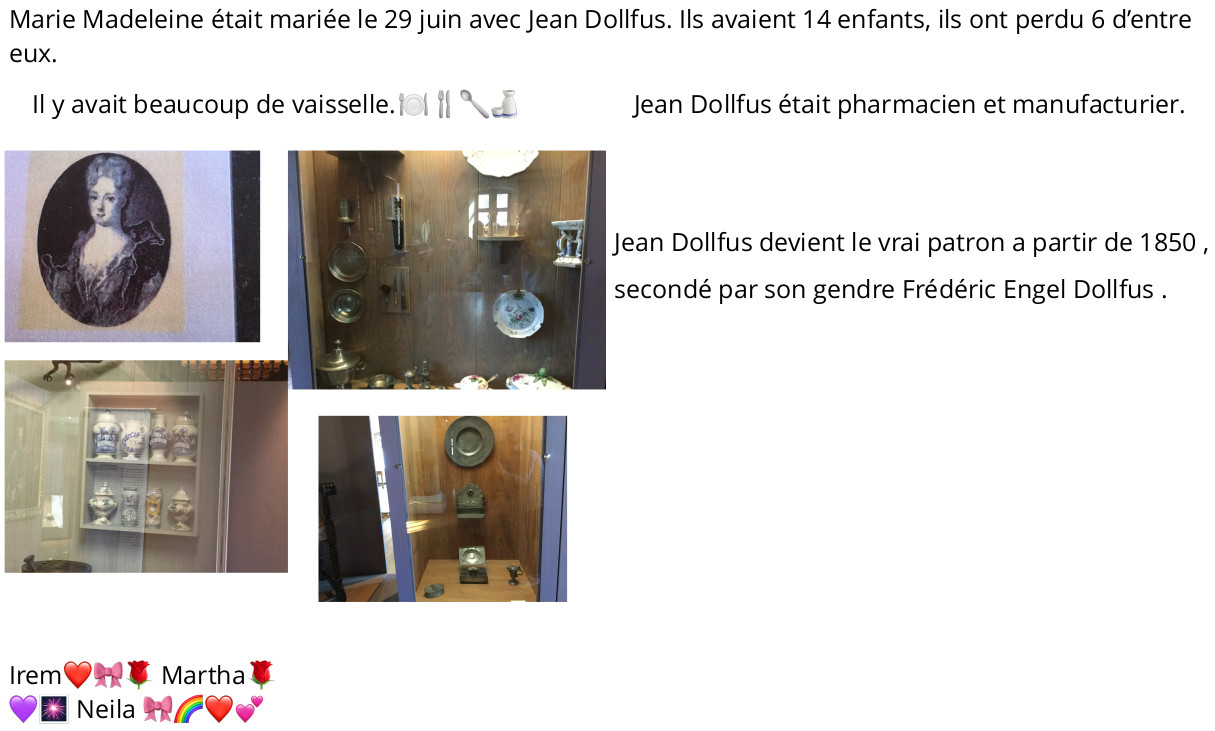 Marie Madeleine était mariée le 29 juin avec Jean Dollfus. Ils avaient 14 enfants, ils ont perdu 6 d’entre
eux.
Il y avait beaucoup de vaisselle.🍽️🍴🥄🍶
Jean Dollfus était pharmacien et manufacturier.
Jean Dollfus devient le vrai patron a partir de 1850 ,
secondé par son gendre Frédéric Engel Dollfus .
Irem❤️🎀🌹 Martha🌹
💜🎆 Neila 🎀🌈❤️💕